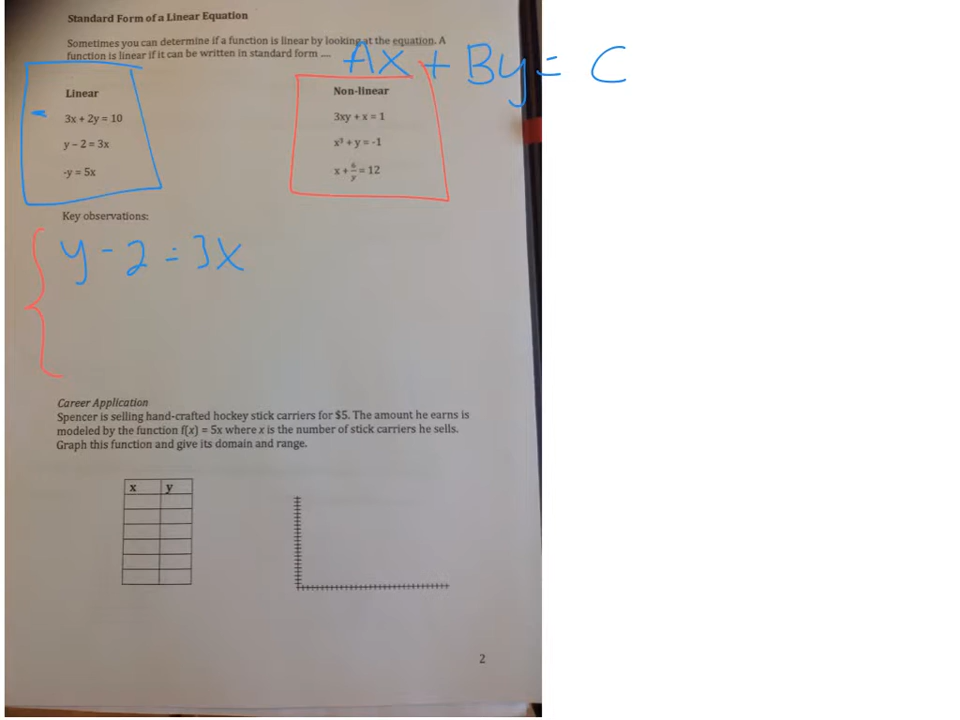 Standard Form of a Linear Equation
Sometimes you can determine if a function is linear by looking at the equation. A
function is linear if it can be written in standard form ....
Ax + By = C
Linear
3x + 2y = 10
y – 2 = 3x
-y = 5x
Non-linear
3xy + x = 1
x³ + y = -1
x + 6/y = 12
Key observations:
y - 2 = 3x
Career Application
Spencer is selling hand-crafted hockey stick carriers for $5. The amount he earns is
modeled by the function f(x) = 5x where x is the number of stick carriers he sells.
Graph this function and give its domain and range.
x y
2